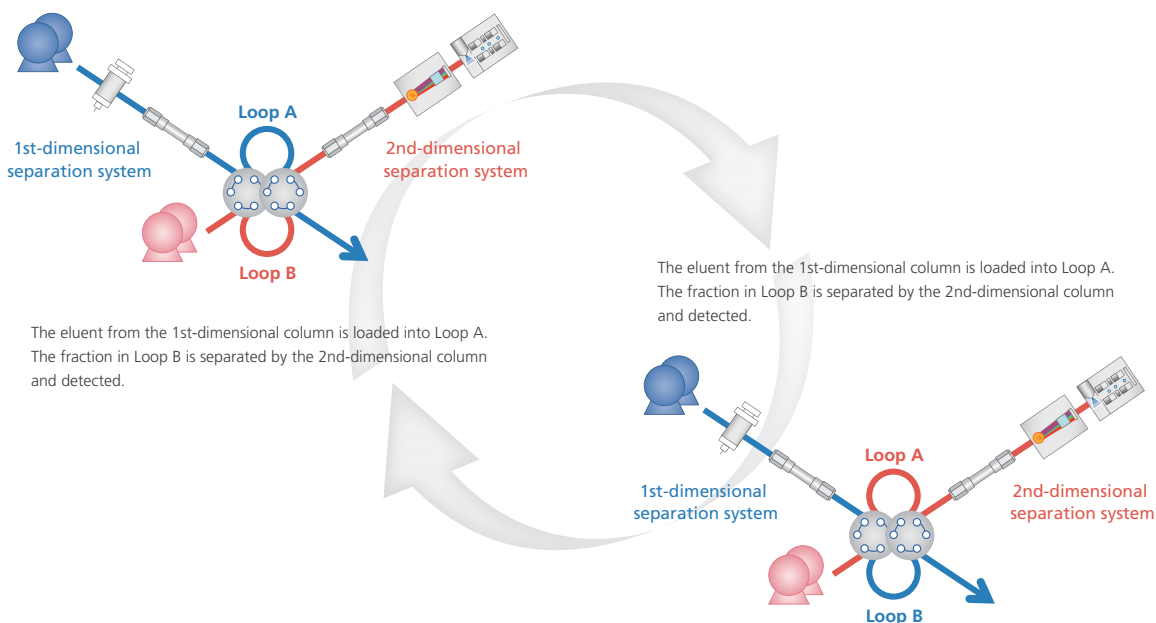 Loop A
1st-dimensional
separation system
2nd-dimensional
separation system
Loop B
The eluent from the 1st-dimensional column is loaded into Loop A.
The fraction in Loop B is separated by the 2nd-dimensional column
and detected.
The eluent from the 1st-dimensional column is loaded into Loop A.
The fraction in Loop B is separated by the 2nd-dimensional column
and detected.
Loop A
1st-dimensional
separation system
2nd-dimensional
separation system
Loop B